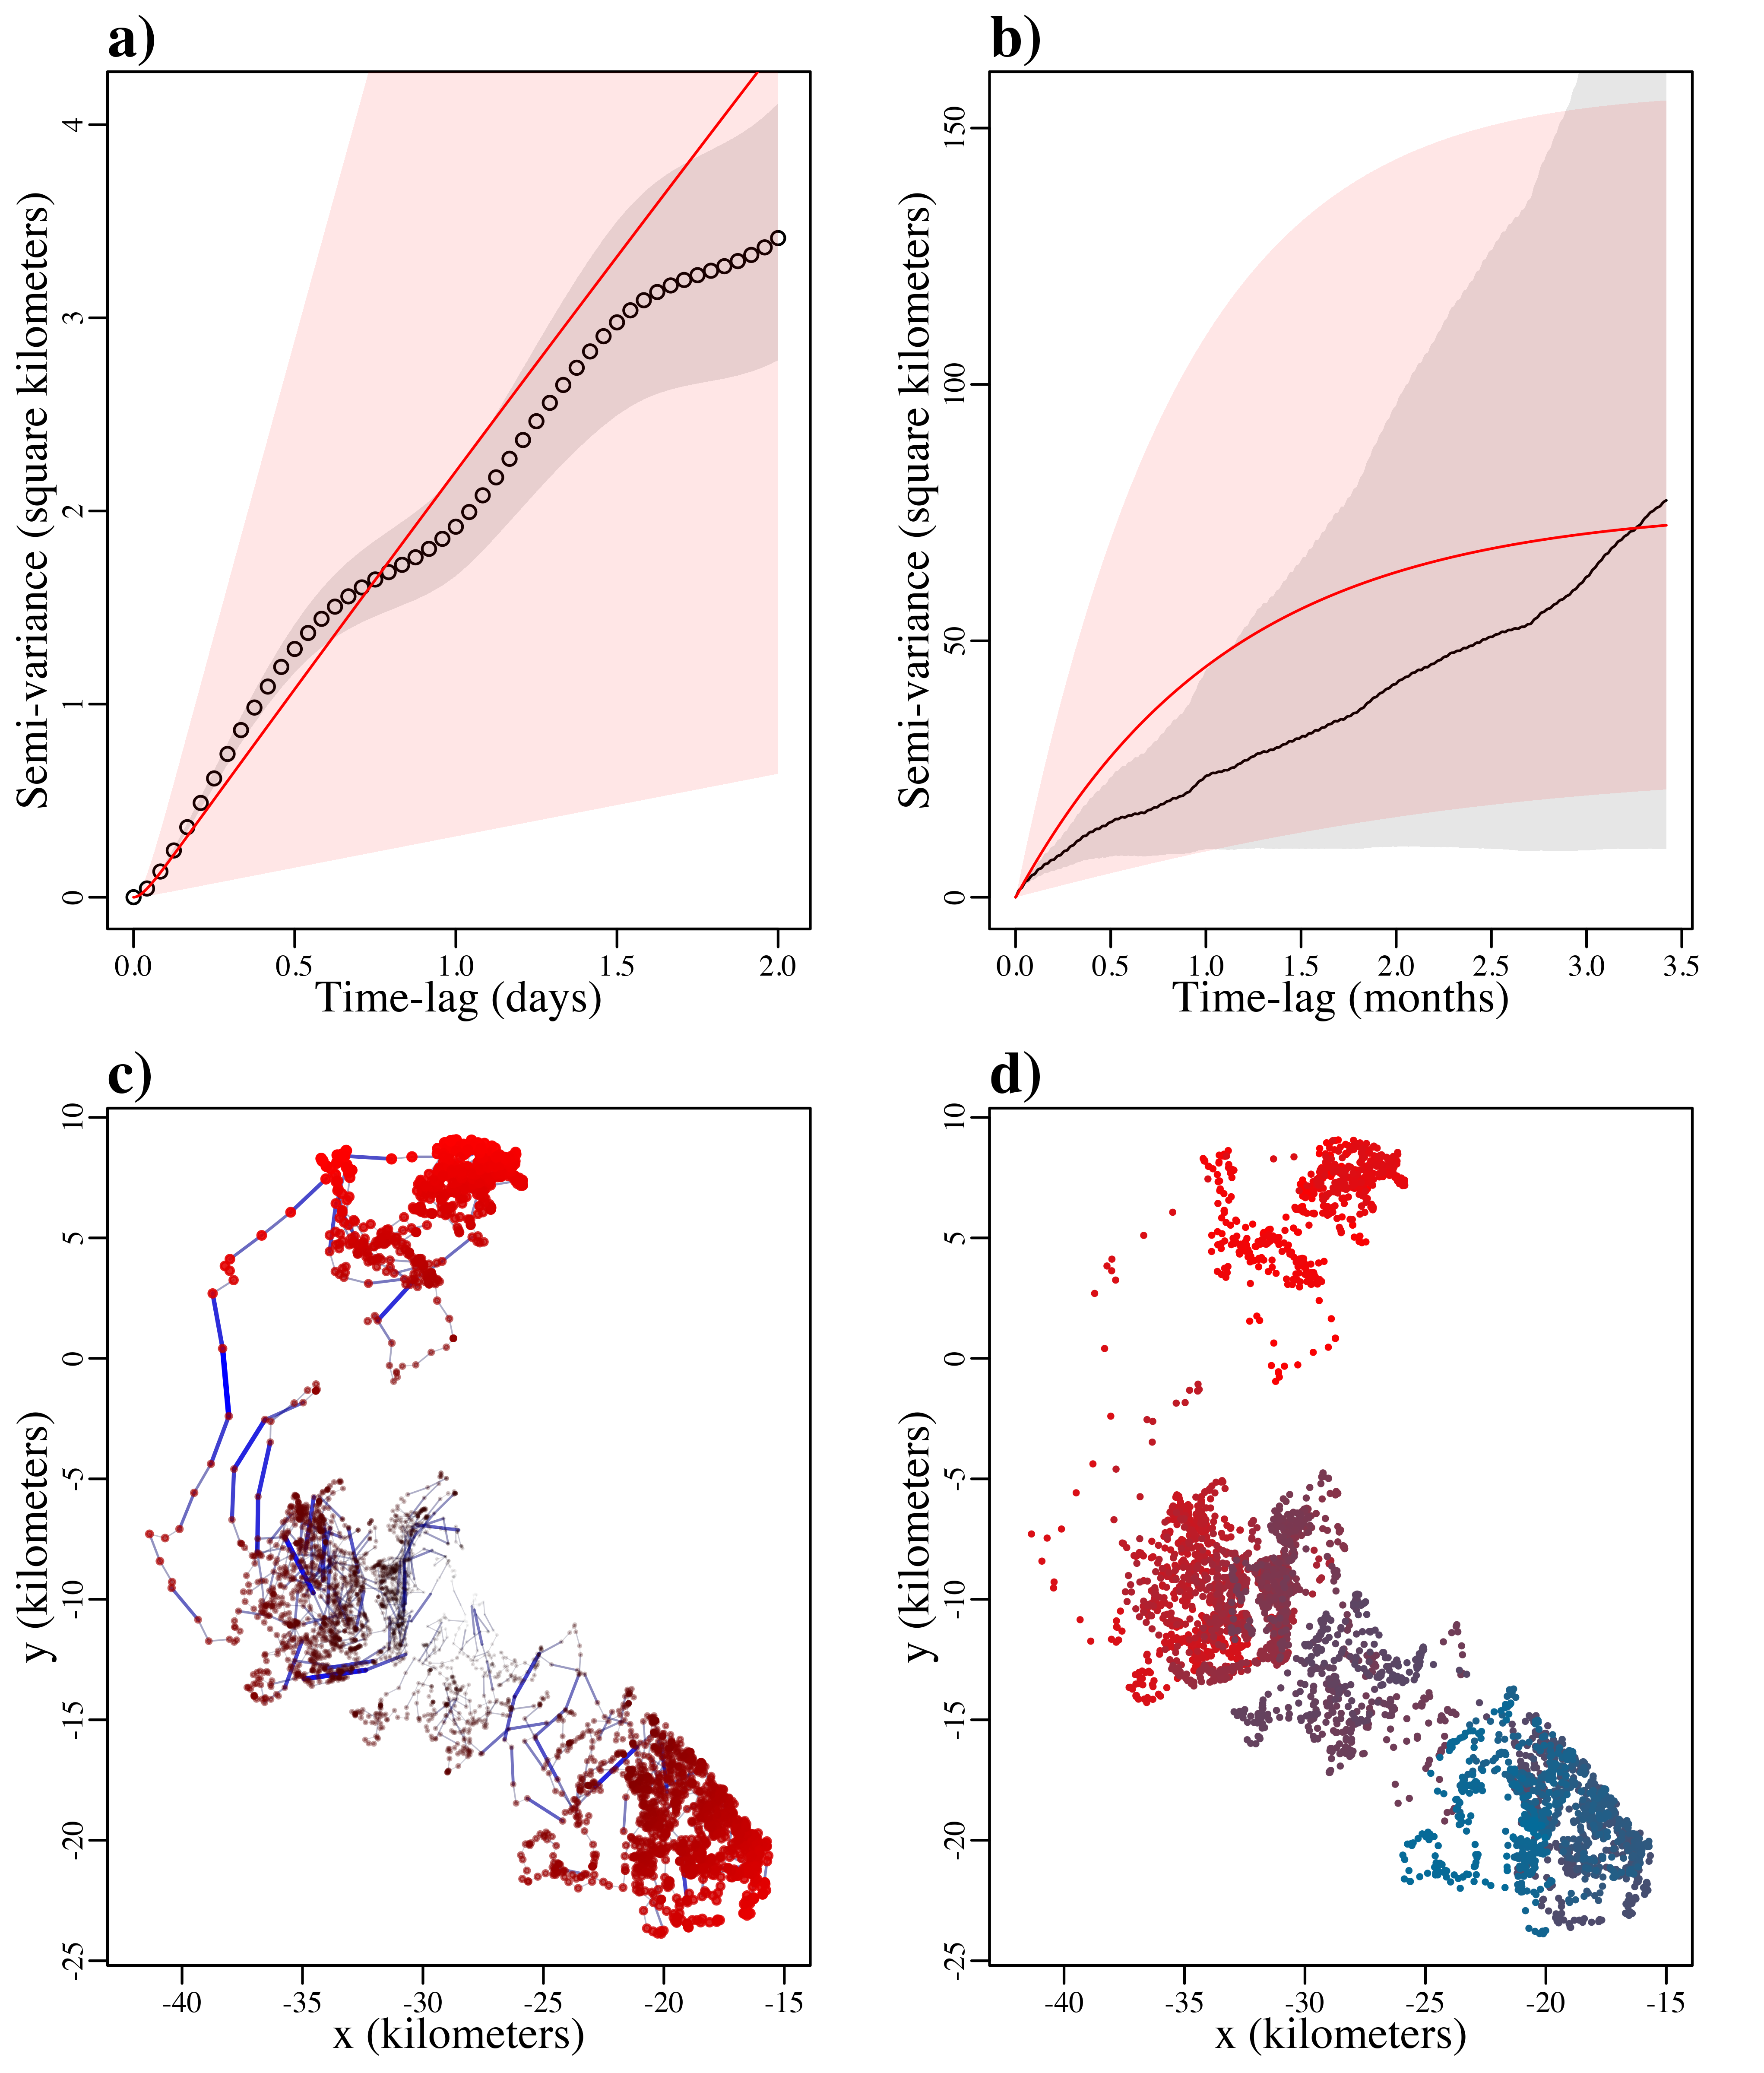 a)
4
3
2
1
0
Semi-variance (square kilometers)
0.0 0.5 1.0 1.5 2.0
Time-lag (days)
b)
150
100
50
0
Semi-variance (square kilometers)
0.0 0.5 1.0 1.5 2.0 2.5 3.0 3.5
Time-lag (months)
c)
10
5
0
-5
-10
-15
-20
-25
y (kilometers)
-40 -35 -30 -25 -20 -15
x (kilometers)
d)
10
5
0
-5
-10
-15
-20
-25
y (kilometers)
-40 -35 -30 -25 -20 -15
x (kilometers)